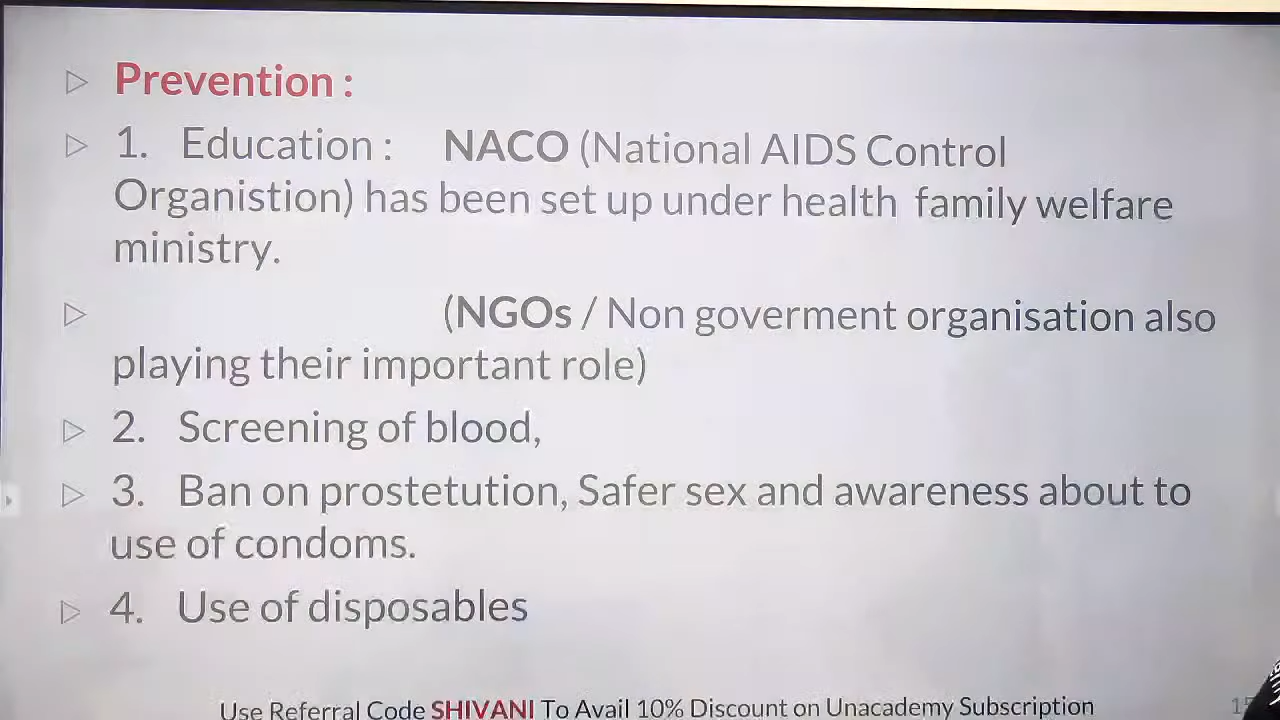 Prevention :
1. Education : NACO (National AIDS Control
Organistion) has been set up under health family welfare
ministry.
(NGOs / Non goverment organisation also
playing their important role)
2. Screening of blood,
3. Ban on prostetution, Safer sex and awareness about to
use of condoms.
4. Use of disposables
Use Referral Code SHIVANI To Avail 10% Discount on Unacademy Subscription